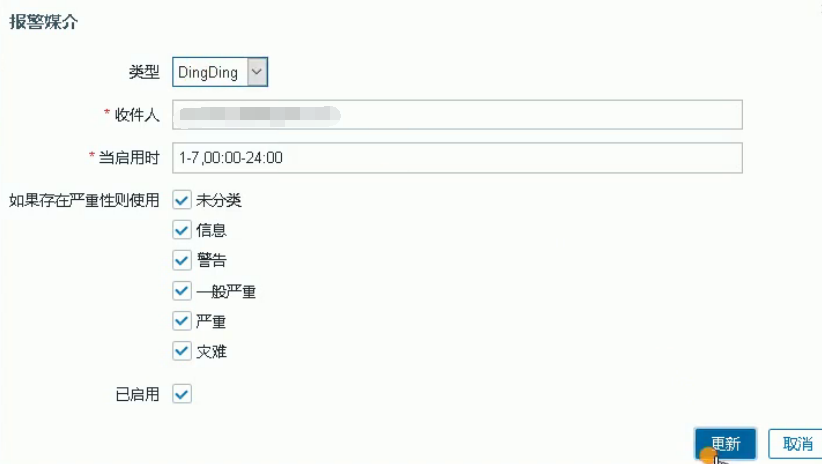 报警媒介
类型 DingDing
* 收件人
* 当启用时 1-7,00:00-24:00
如果存在严重性则使用 未分类
信息
警告
一般严重
严重
灾难
已启用
更新 取消